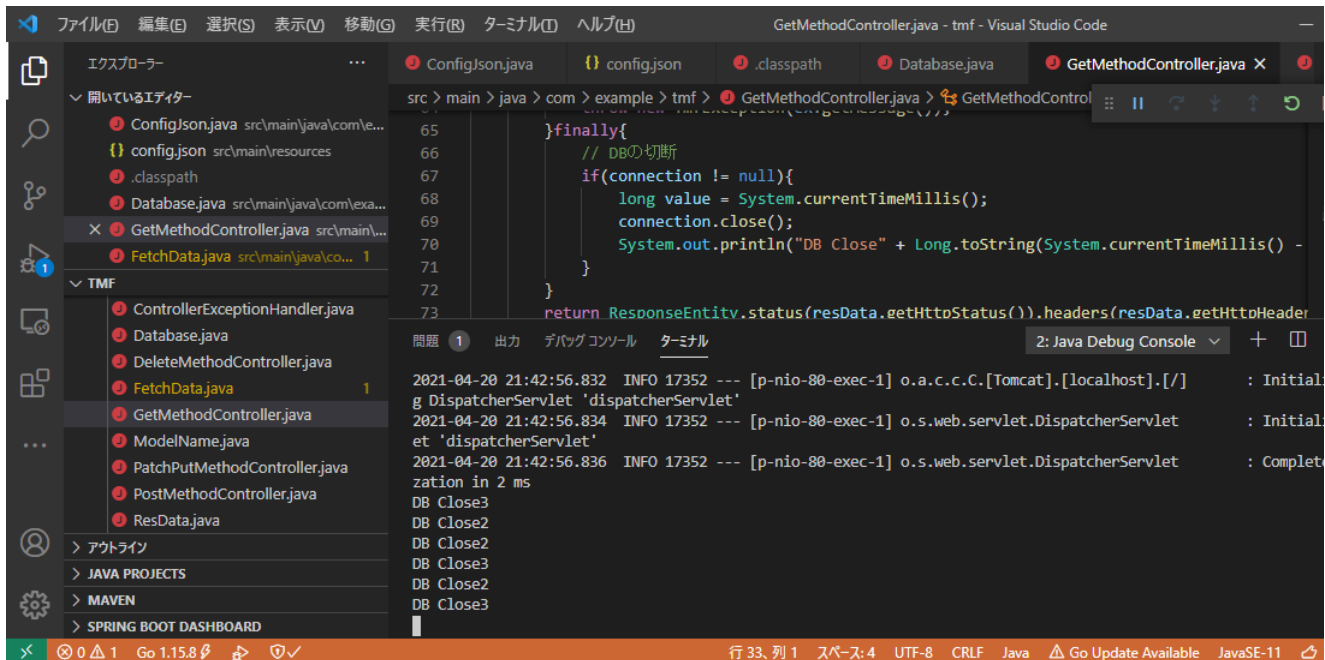 ファイル(F) 編集(E) 選択(S) 表示(V) 移動(G) 実行(R) ターミナル(T) ヘルプ(H) GetMethodController.java - tmf - Visual Studio Code
エクスプローラー ...
開いているエディター
ConfigJson.java src\main\java\com\e...
{} config.json src\main\resources
.classpath
Database.java src\main\java\com\exa...
GetMethodController.java src\main\...
FetchData.java src\main\java\co... 1
TMF
ControllerExceptionHandler.java
Database.java
DeleteMethodController.java
FetchData.java 1
GetMethodController.java
ModelName.java
PatchPutMethodController.java
PostMethodController.java
ResData.java
アウトライン
JAVA PROJECTS
MAVEN
SPRING BOOT DASHBOARD
1
ConfigJson.java {} config.json .classpath Database.java GetMethodController.java
src > main > java > com > example > tmf > GetMethodController.java > GetMethodControl
65 }finally{
66 // DBの切断
67 if(connection != null){
68 long value = System.currentTimeMillis();
69 connection.close();
70 System.out.println("DB Close" + Long.toString(System.currentTimeMillis() -
71 }
72 }
73 return ResponseEntity.status(resData.getHttpStatus()).headers(resData.getHttpHeader
問題 1 出力 デバッグ コンソール ターミナル 2: Java Debug Console
2021-04-20 21:42:56.832 INFO 17352 --- [p-nio-80-exec-1] o.a.c.c.C.[Tomcat].[localhost].[/] : Initiali
g DispatcherServlet 'dispatcherServlet'
2021-04-20 21:42:56.834 INFO 17352 --- [p-nio-80-exec-1] o.s.web.servlet.DispatcherServlet : Initiali
et 'dispatcherServlet'
2021-04-20 21:42:56.836 INFO 17352 --- [p-nio-80-exec-1] o.s.web.servlet.DispatcherServlet : Complete
zation in 2 ms
DB Close3
DB Close2
DB Close2
DB Close3
DB Close2
DB Close3
0 1 Go 1.15.8 行 33、列 1 スペース: 4 UTF-8 CRLF Java Go Update Available JavaSE-11